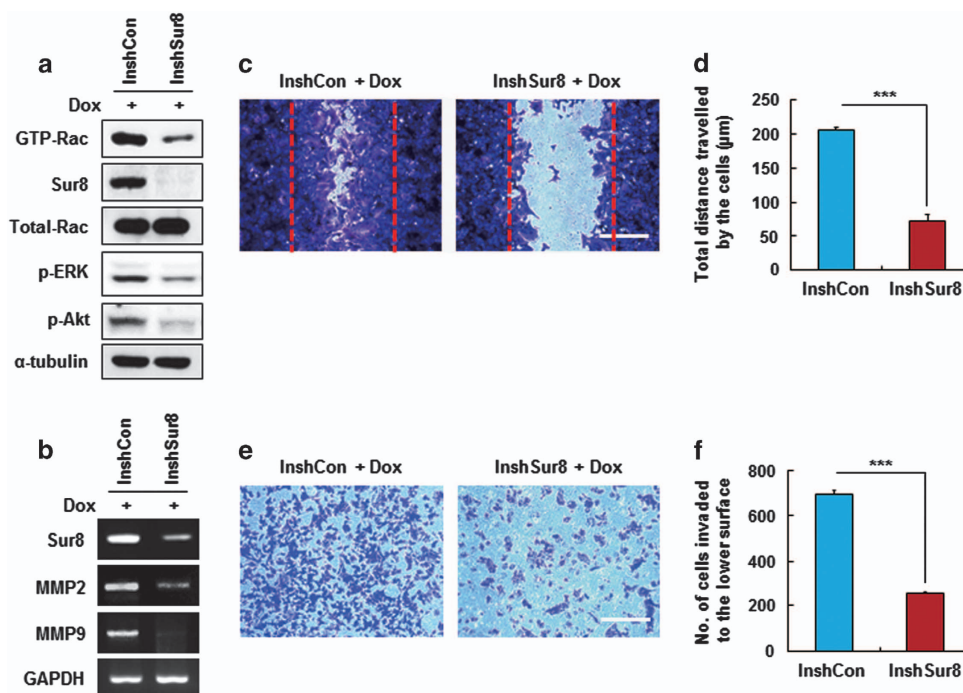 a
InshCon
InshSur8
Dox + +
GTP-Rac
Sur8
Total-Rac
p-ERK
p-Akt
α-tubulin
b
InshCon
InshSur8
Dox + +
Sur8
MMP2
MMP9
GAPDH
c
InshCon + Dox
InshSur8 + Dox
d
Total distance travelled
by the cells (µm)
250
200
150
100
50
0
***
InshCon
InshSur8
e
InshCon + Dox
InshSur8 + Dox
f
No. of cells invaded
to the lower surface
800
600
400
200
0
***
InshCon
InshSur8